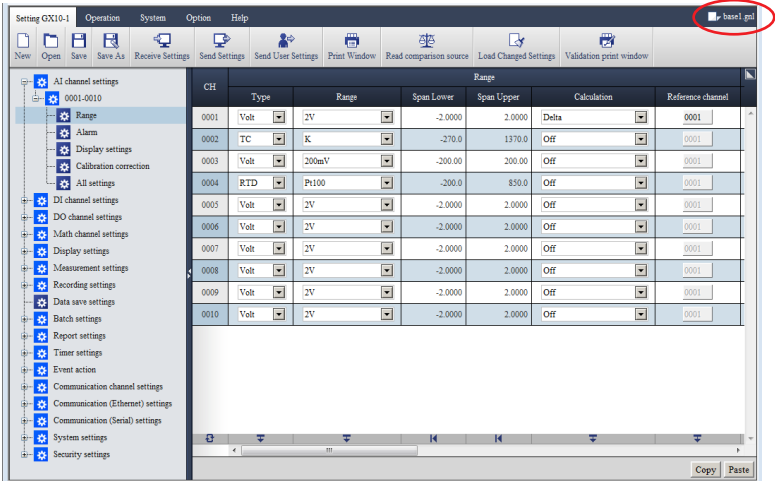 Setting GX10-1 Operation System Option Help base1.gnl
New Open Save Save As Receive Settings Send Settings Send User Settings Print Window Read comparison source Load Changed Settings Validation print window
AI channel settings
0001-0010
Range
Alarm
Display settings
Calibration correction
All settings
DI channel settings
DO channel settings
Math channel settings
Display settings
Measurement settings
Recording settings
Data save settings
Batch settings
Report settings
Timer settings
Event action
Communication channel settings
Communication (Ethernet) settings
Communication (Serial) settings
System settings
Security settings
CH Range
Type Range Span Lower Span Upper Calculation Reference channel
0001 Volt 2V -2.0000 2.0000 Delta 0001
0002 TC K -270.0 1370.0 Off 0001
0003 Volt 200mV -200.00 200.00 Off 0001
0004 RTD Pt100 -200.0 850.0 Off 0001
0005 Volt 2V -2.0000 2.0000 Off 0001
0006 Volt 2V -2.0000 2.0000 Off 0001
0007 Volt 2V -2.0000 2.0000 Off 0001
0008 Volt 2V -2.0000 2.0000 Off 0001
0009 Volt 2V -2.0000 2.0000 Off 0001
0010 Volt 2V -2.0000 2.0000 Off 0001
Copy Paste